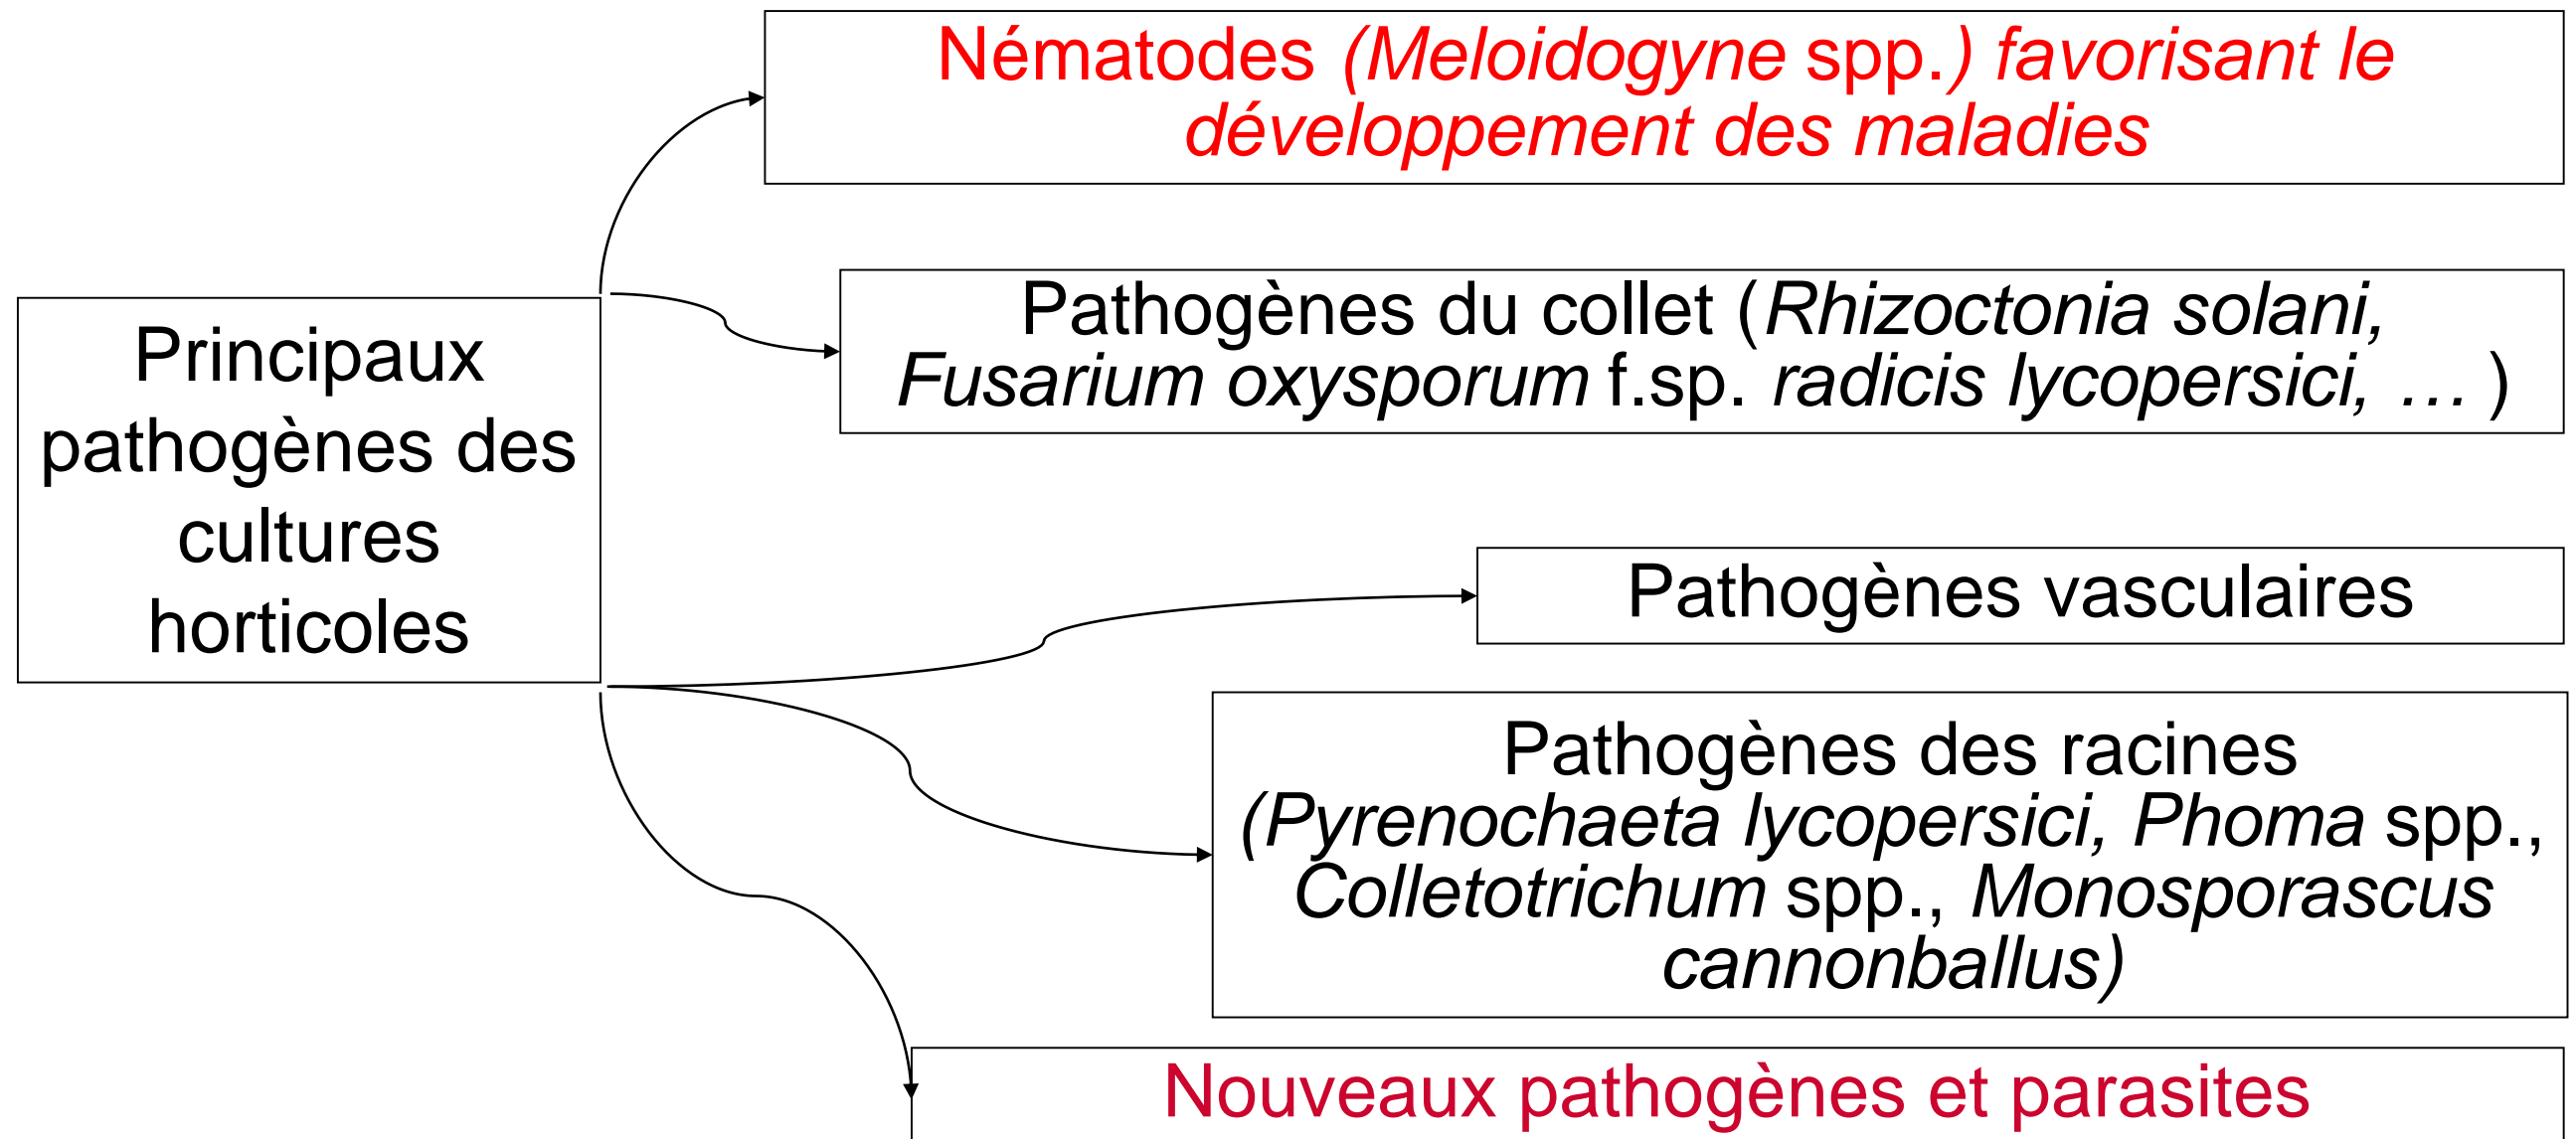 Nématodes (Meloidogyne spp.) favorisant le
développement des maladies
Pathogènes du collet (Rhizoctonia solani,
Fusarium oxysporum f.sp. radicis lycopersici, … )
Principaux
pathogènes des
cultures
horticoles
Pathogènes vasculaires
Pathogènes des racines
(Pyrenochaeta lycopersici, Phoma spp.,
Colletotrichum spp., Monosporascus
cannonballus)
Nouveaux pathogènes et parasites